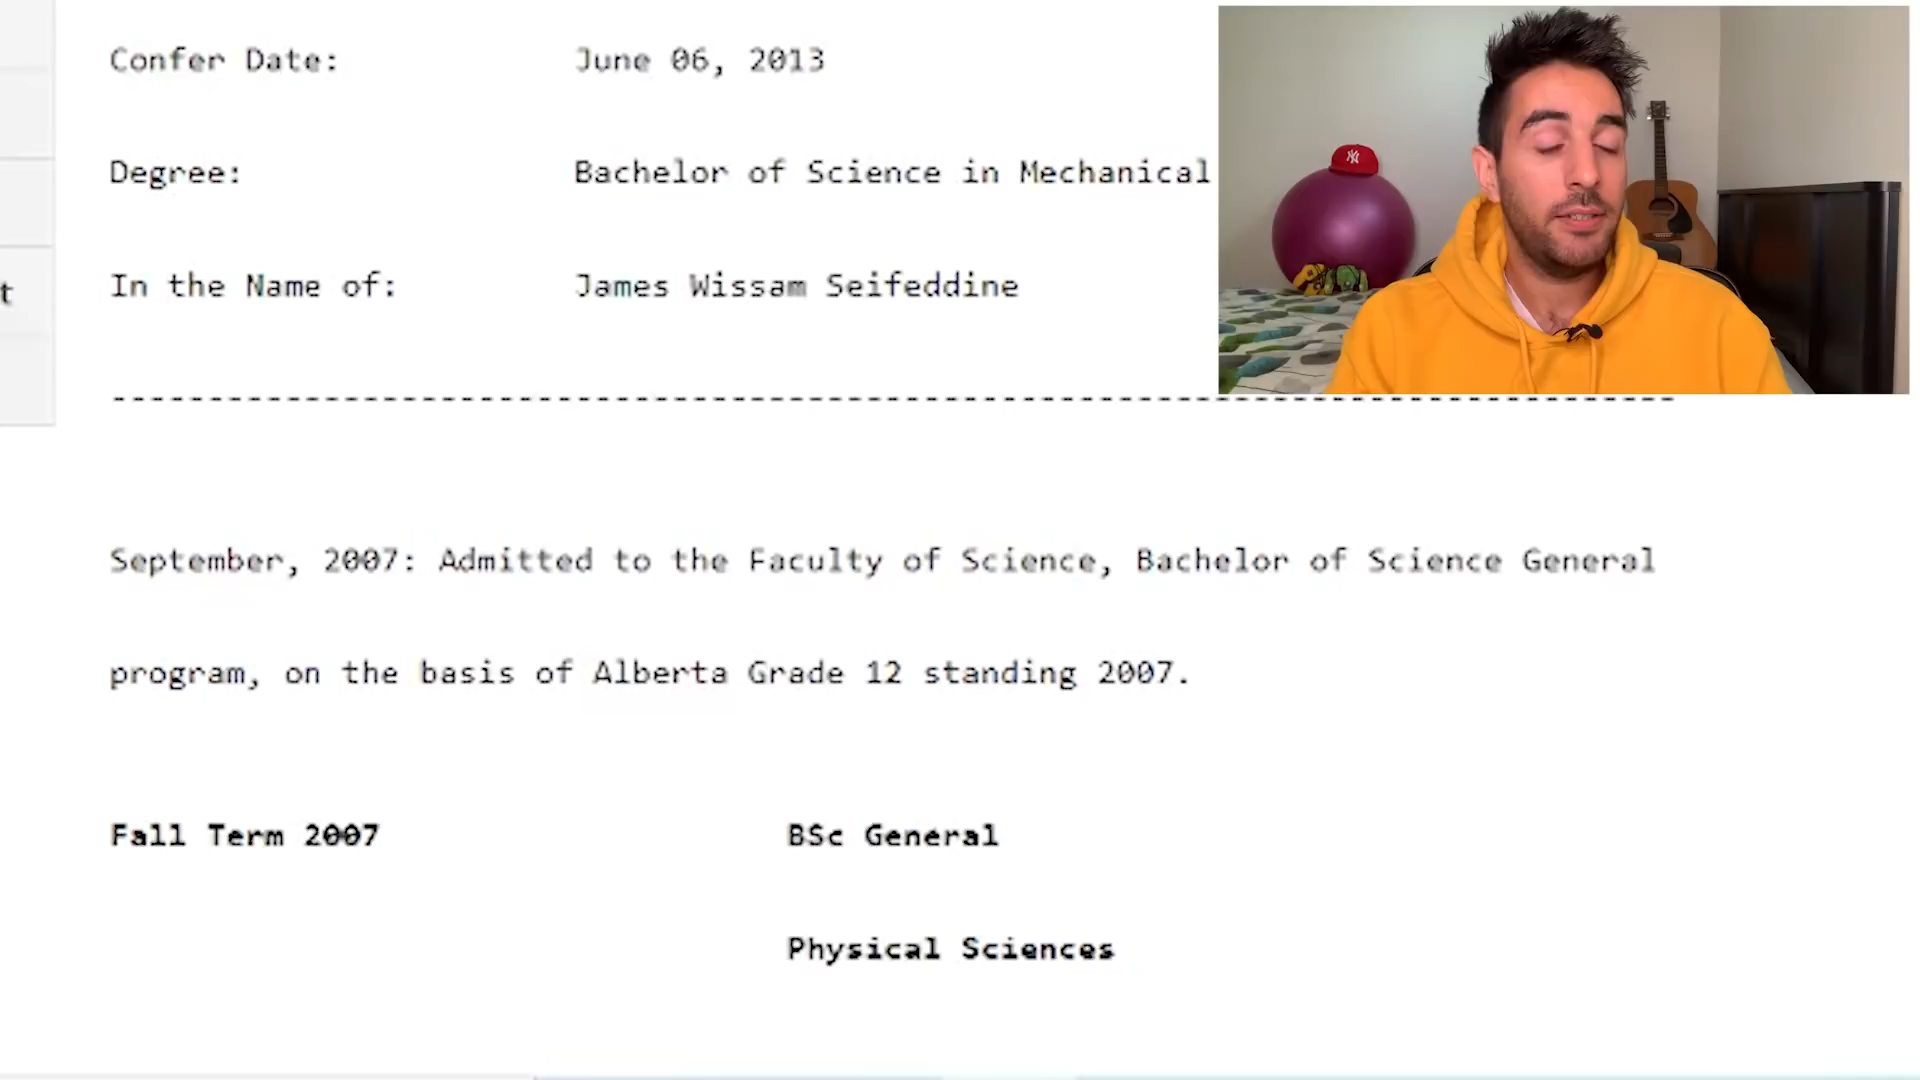 Confer Date: June 06, 2013
Degree: Bachelor of Science in Mechanical
In the Name of: James Wissam Seifeddine
t
--------------------------------------------------------------------------------
September, 2007: Admitted to the Faculty of Science, Bachelor of Science General
program, on the basis of Alberta Grade 12 standing 2007.
Fall Term 2007 BSc General
Physical Sciences